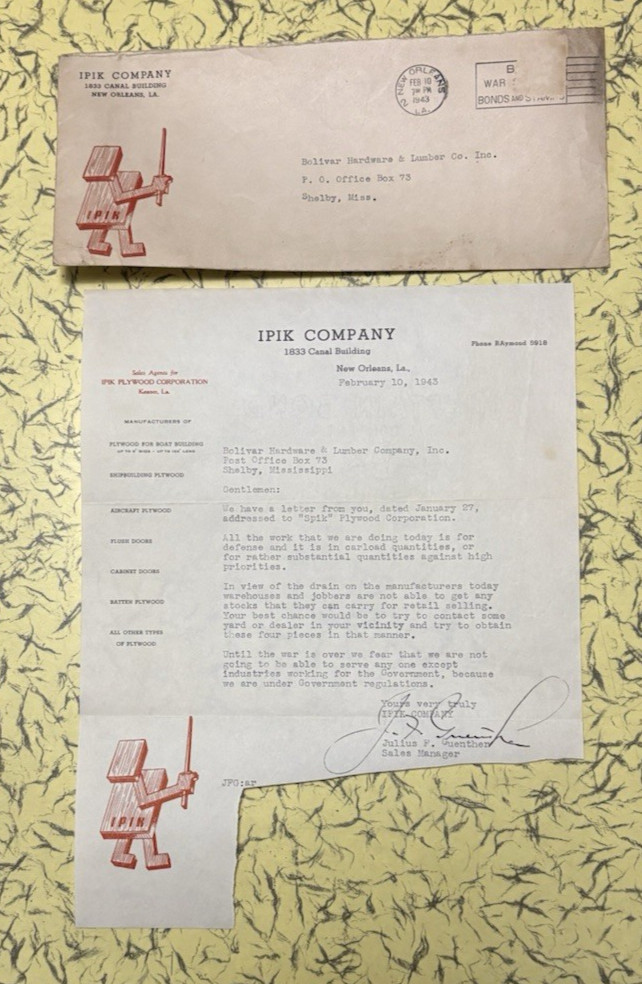 IPIK COMPANY
1833 CANAL BUILDING
NEW ORLEANS, LA.
NEW ORLEANS
FEB 10
PM
1943
LA.
B
WAR
BONDS AND STAMPS
Bolivar Hardware & Lumber Co. Inc.
P. O. Office Box 73
Shelby, Miss.
IPIK
IPIK COMPANY
1833 Canal Building
Phone RAymond 5918
New Orleans, La.,
February 10, 1943
Sales Agents for
IPIK PLYWOOD CORPORATION
Kenner, La.
MANUFACTURERS OF
PLYWOOD FOR BOAT BUILDING
SHIPBUILDING PLYWOOD
AIRCRAFT PLYWOOD
FLUSH DOORS
CABINET DOORS
BATTEN PLYWOOD
ALL OTHER TYPES
OF PLYWOOD
Bolivar Hardware & Lumber Company, Inc.
Post Office Box 73
Shelby, Mississippi
Gentlemen:
We have a letter from you, dated January 27,
addressed to "Spik" Plywood Corporation.
All the work that we are doing today is for
defense and it is in carload quantities, or
for rather substantial quantities against high
priorities.
In view of the drain on the manufacturers today
warehouses and jobbers are not able to get any
stocks that they can carry for retail selling.
Your best chance would be to try to contact some
yard or dealer in your vicinity and try to obtain
these four pieces in that manner.
Until the war is over we fear that we are not
going to be able to serve any one except
industries working for the Government, because
we are under Government regulations.
Yours very truly
IPIK COMPANY
J. F. Guenther
Julius F. Guenther
Sales Manager
JFG:ar
IPIK